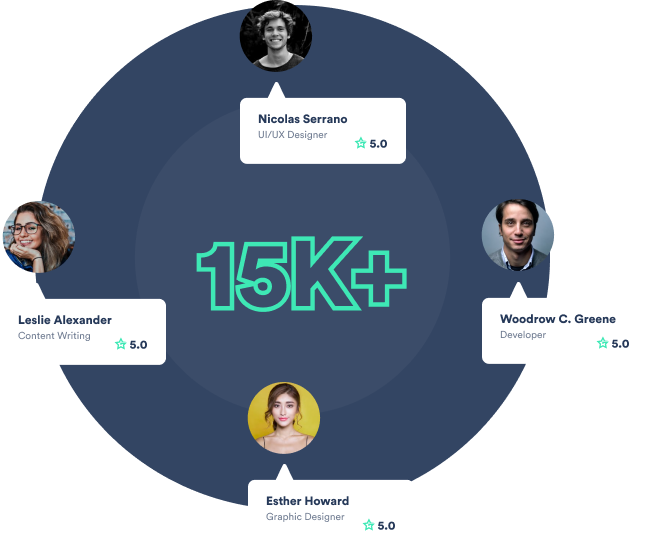 Nicolas Serrano
UI/UX Designer
5.0
15K+
Leslie Alexander
Content Writing
5.0
Woodrow C. Greene
Developer
5.0
Esther Howard
Graphic Designer
5.0